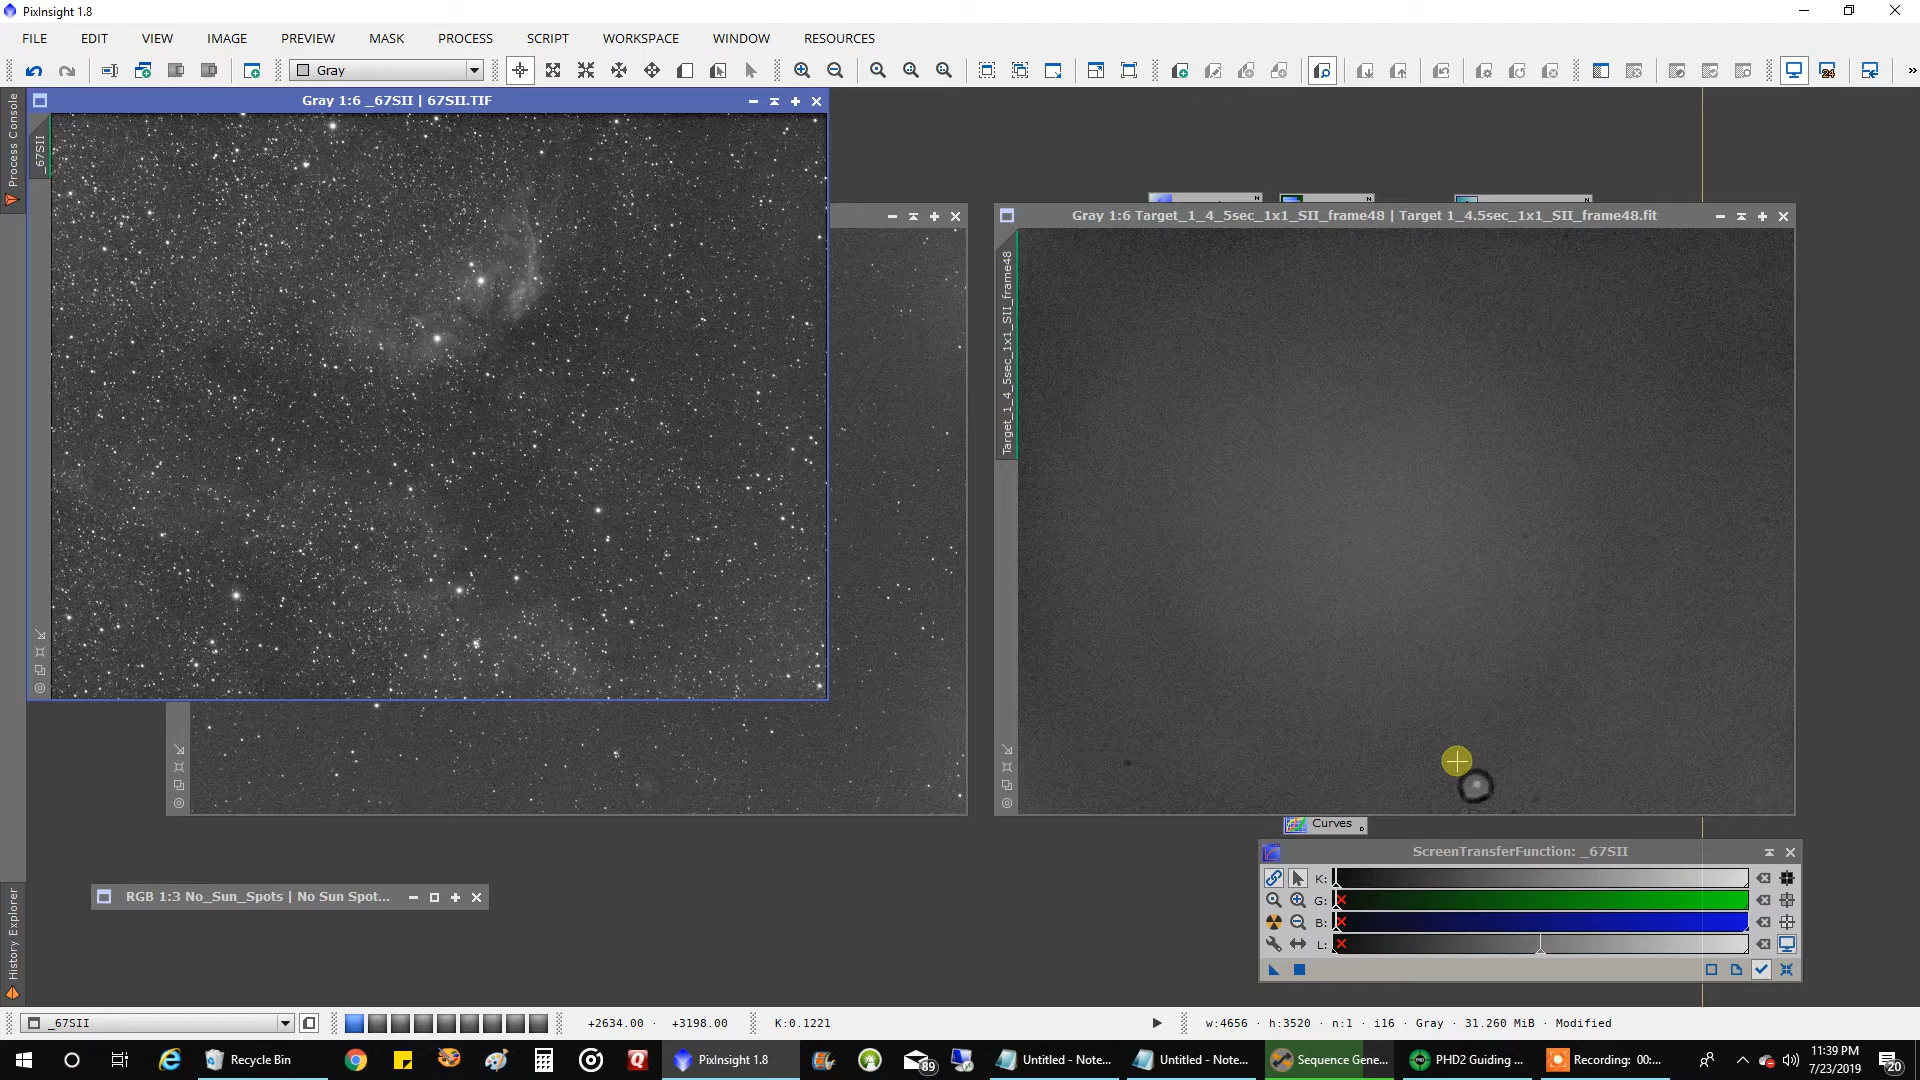 PixInsight 1.8
FILE EDIT VIEW IMAGE PREVIEW MASK PROCESS SCRIPT WORKSPACE WINDOW RESOURCES
Gray
24
Process Console
History Explorer
Gray 1:6 _67SII | 67SII.TIF
_67SII
Gray 1:6 Target_1_4_5sec_1x1_SII_frame48 | Target 1_4.5sec_1x1_SII_frame48.fit
Target_1_4_5sec_1x1_SII_frame48
Curves
RGB 1:3 No_Sun_Spots | No Sun Spot...
ScreenTransferFunction: _67SII
K:
G:
B:
L:
_67SII +2634.00 · +3198.00 K:0.1221 w:4656 · h:3520 · n:1 · i16 · Gray · 31.260 MiB · Modified
Recycle Bin PixInsight 1.8 89 Untitled - Note... Untitled - Note... Sequence Gene... PHD2 Guiding ... Recording: 00:...
11:39 PM
7/23/2019
20